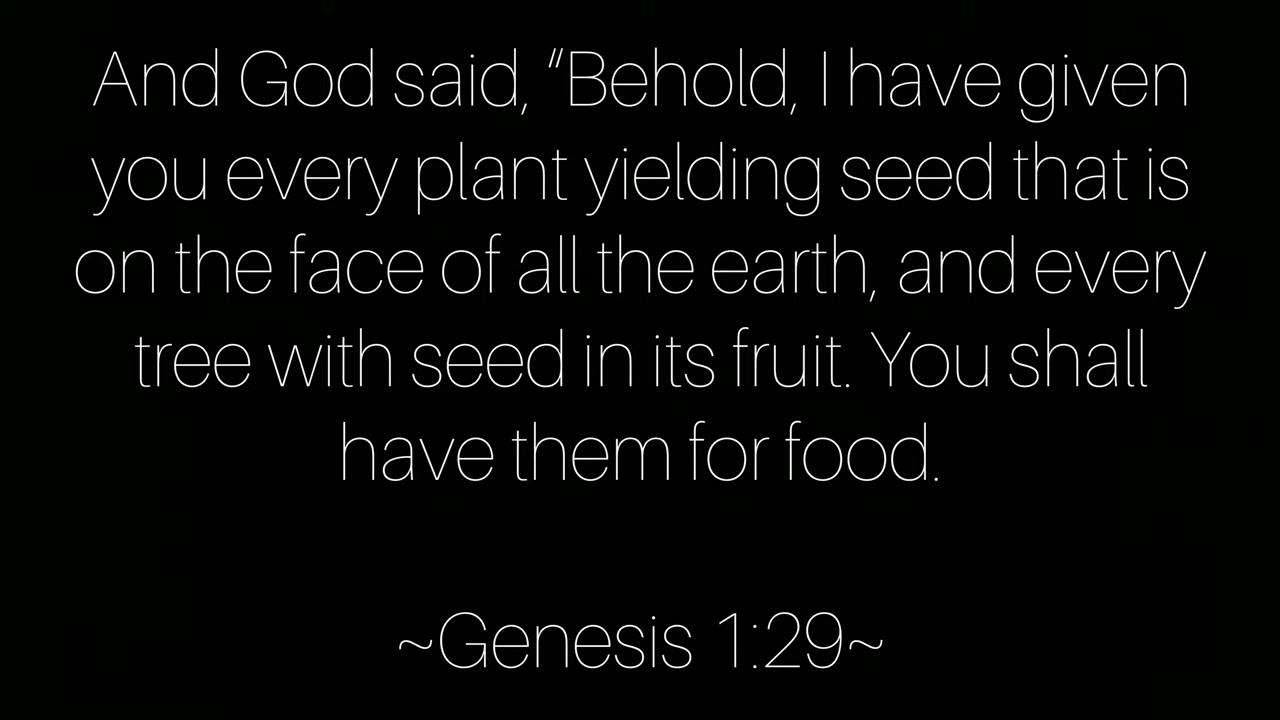 And God said, “Behold, I have given
you every plant yielding seed that is
on the face of all the earth, and every
tree with seed in its fruit. You shall
have them for food.
~Genesis 1:29~